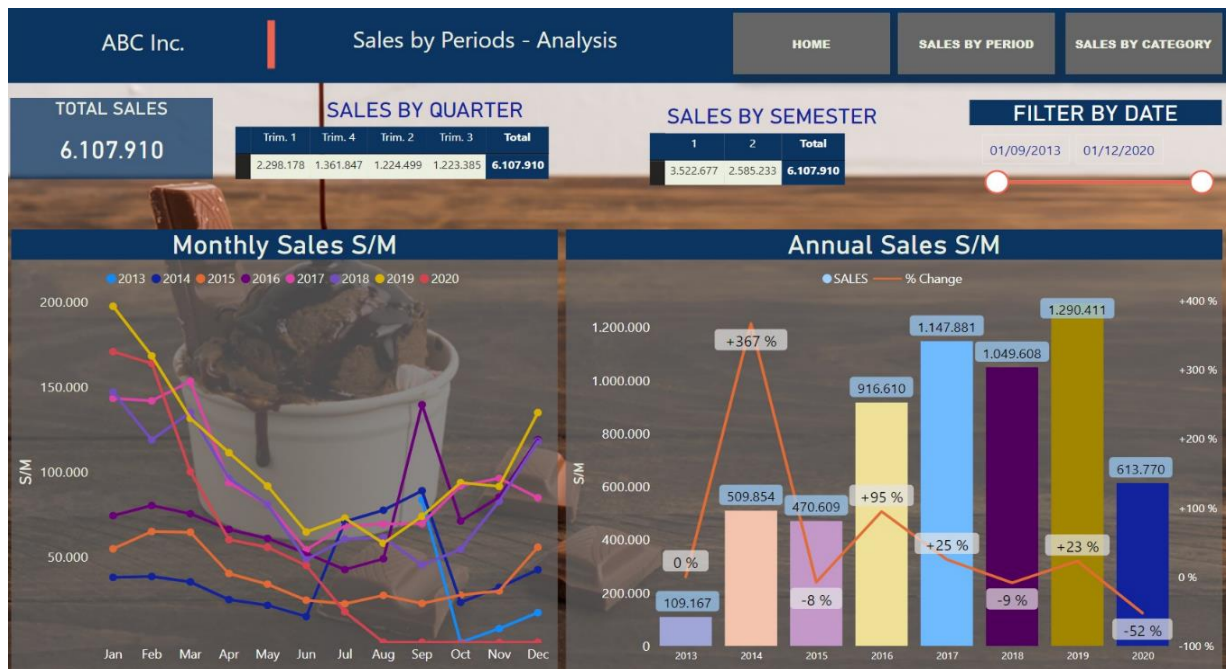 ABC Inc.
Sales by Periods - Analysis
HOME
SALES BY PERIOD
SALES BY CATEGORY
TOTAL SALES
6.107.910
SALES BY QUARTER
Trim. 1 Trim. 4 Trim. 2 Trim. 3 Total
2.298.178 1.361.847 1.224.499 1.223.385 6.107.910
SALES BY SEMESTER
1 2 Total
3.522.677 2.585.233 6.107.910
FILTER BY DATE
01/09/2013 01/12/2020
Monthly Sales S/M
2013 2014 2015 2016 2017 2018 2019 2020
200.000
150.000
100.000
50.000
S/M
Jan Feb Mar Apr May Jun Jul Aug Sep Oct Nov Dec
Annual Sales S/M
SALES % Change
1.200.000
1.000.000
800.000
600.000
400.000
200.000
0
S/M
+400 %
+300 %
+200 %
+100 %
0 %
-100 %
109.167
509.854
470.609
916.610
1.147.881
1.049.608
1.290.411
613.770
0 %
+367 %
-8 %
+95 %
+25 %
-9 %
+23 %
-52 %
2013 2014 2015 2016 2017 2018 2019 2020